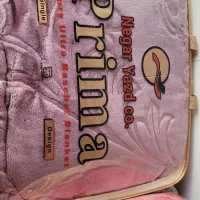 Negar Yazd co.
Prima
Ultra Raschel Blanket
Design